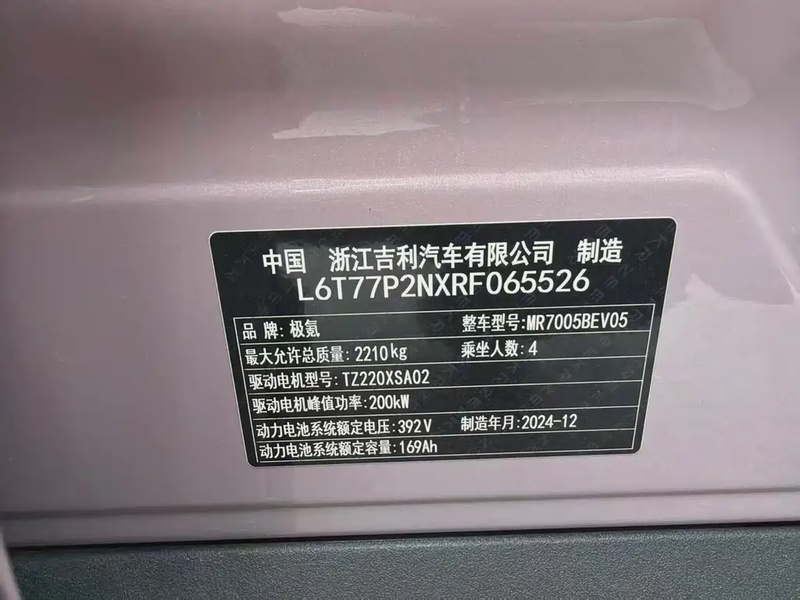 中国 浙江吉利汽车有限公司 制造
L6T77P2NXRF065526
品 牌: 极氪 整车型号:MR7005BEV05
最大允许总质量: 2210kg 乘坐人数: 4
驱动电机型号: TZ220XSA02
驱动电机峰值功率: 200kW
动力电池系统额定电压: 392V 制造年月: 2024-12
动力电池系统额定容量: 169Ah